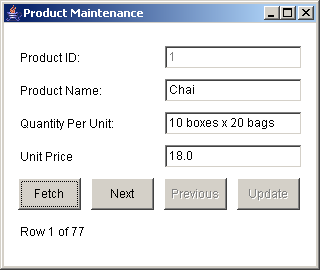 Product Maintenance
Product ID: 1
Product Name: Chai
Quantity Per Unit: 10 boxes x 20 bags
Unit Price 18.0
Fetch Next Previous Update
Row 1 of 77